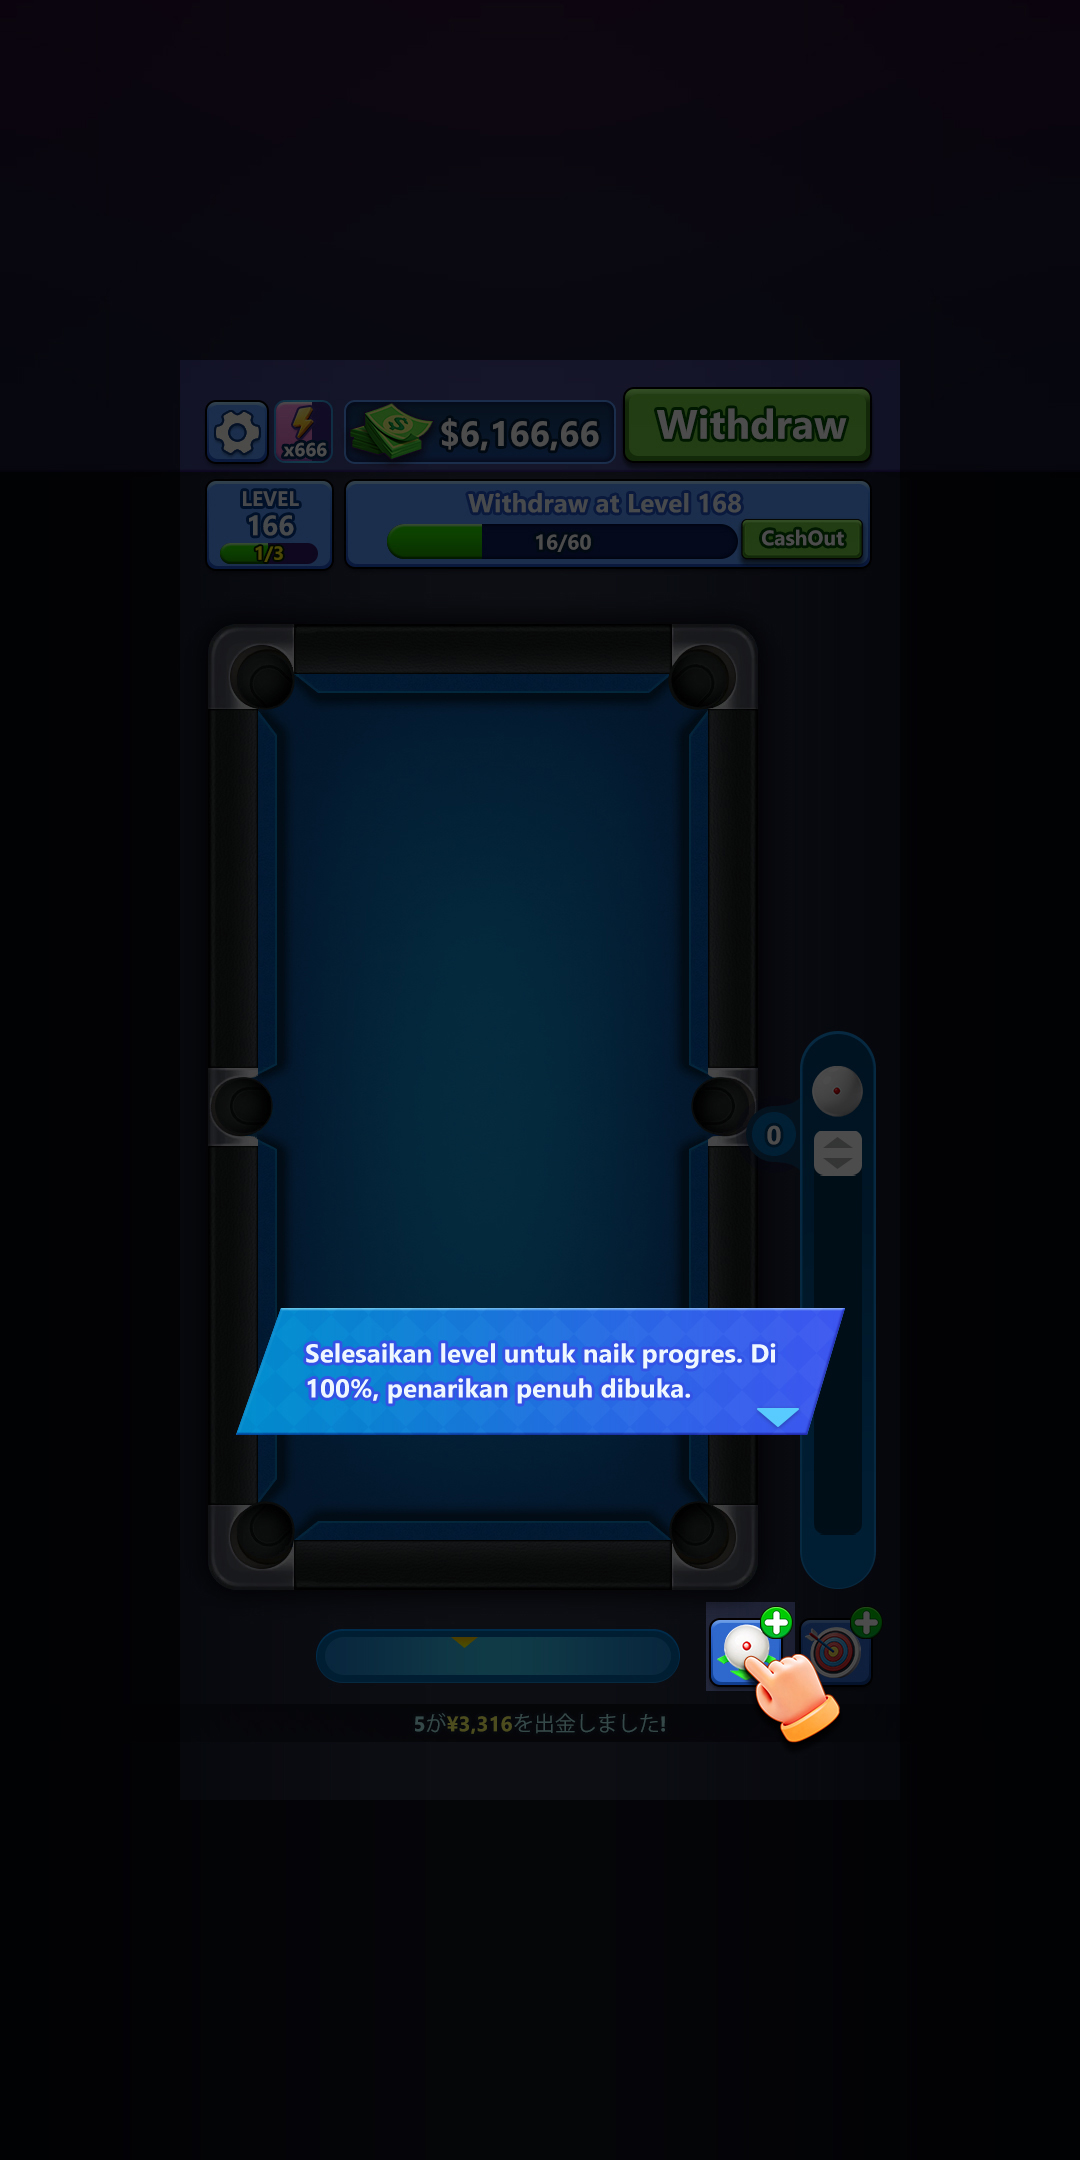 x666
$6,166,66
Withdraw
LEVEL
166
1/3
Withdraw at Level 168
16/60
CashOut
0
Selesaikan level untuk naik progres. Di
100%, penarikan penuh dibuka.
5が¥3,316を出金しました!